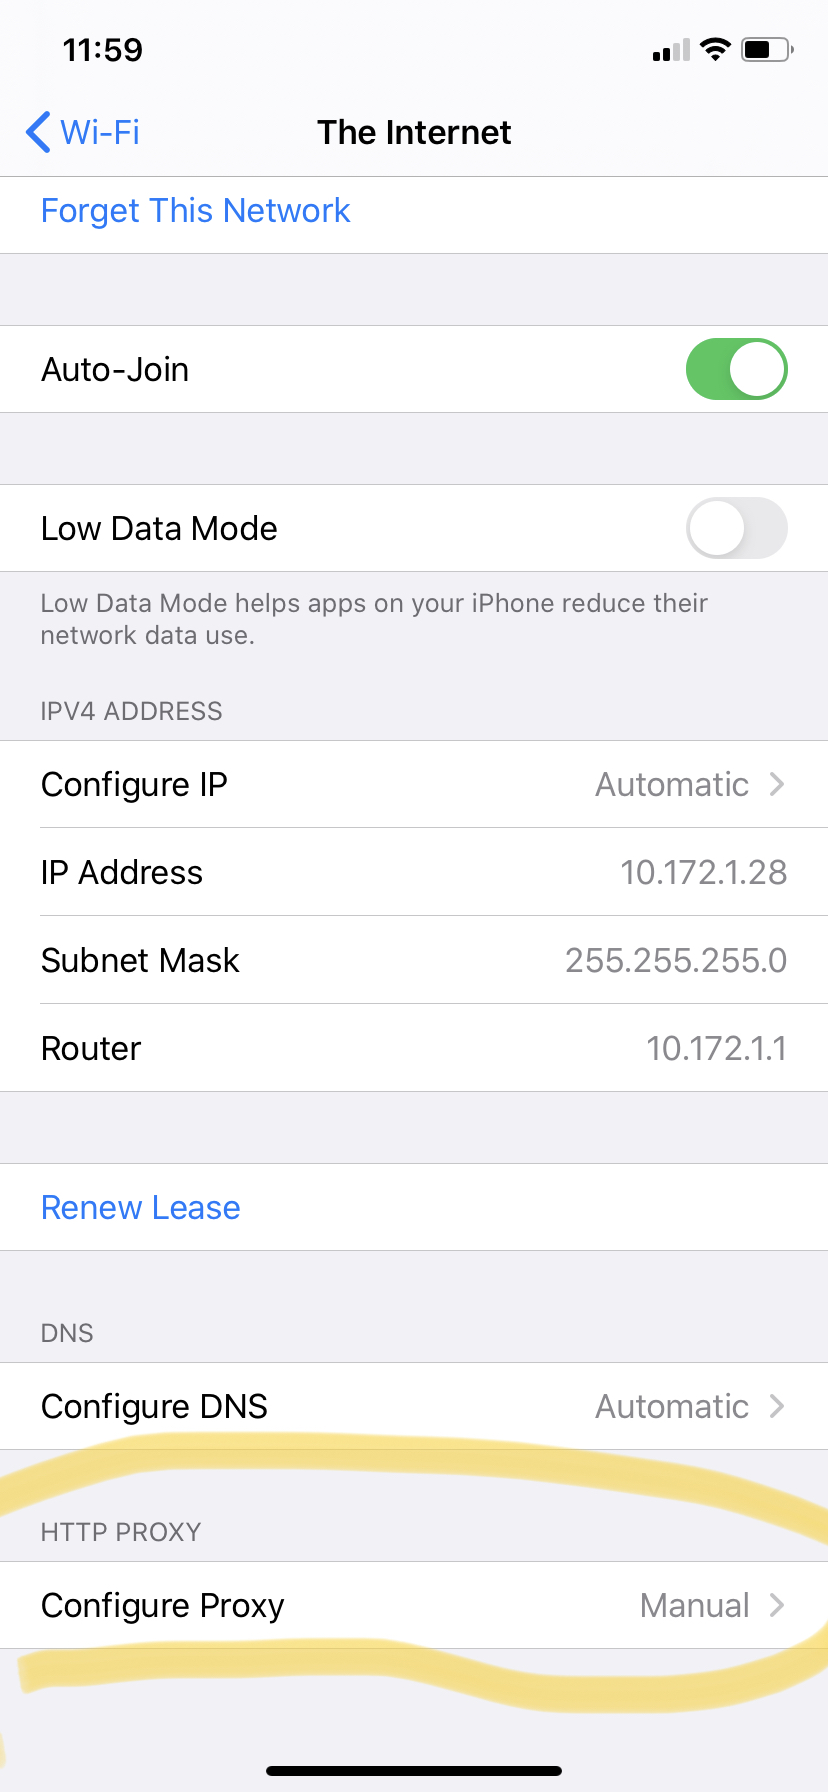 11:59
Wi-Fi
The Internet
Forget This Network
Auto-Join
Low Data Mode
Low Data Mode helps apps on your iPhone reduce their
network data use.
IPV4 ADDRESS
Configure IP Automatic
IP Address 10.172.1.28
Subnet Mask 255.255.255.0
Router 10.172.1.1
Renew Lease
DNS
Configure DNS Automatic
HTTP PROXY
Configure Proxy Manual